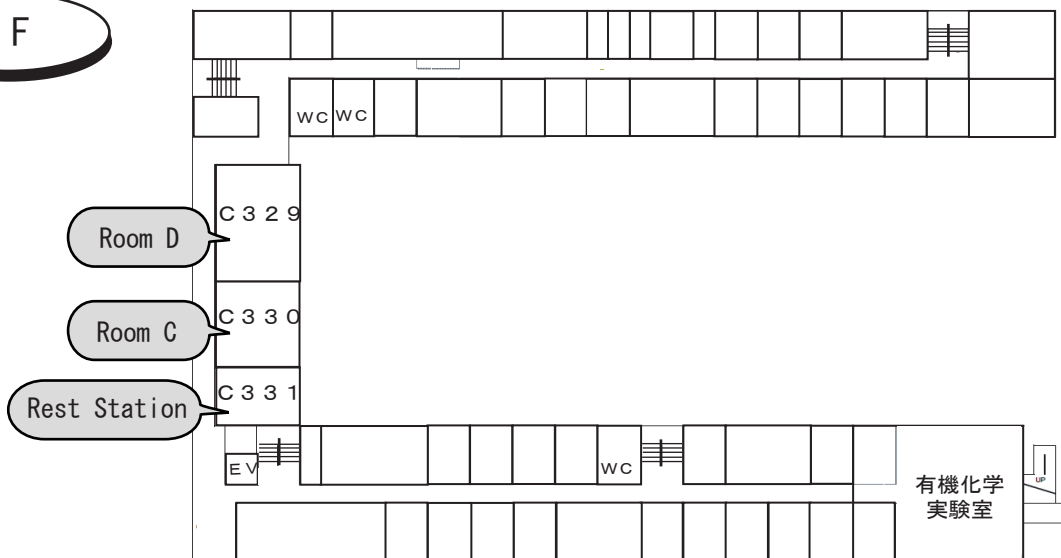 F
WC WC
C329
Room D
C330
Room C
C331
Rest Station
EV
WC
有機化学
実験室
UP